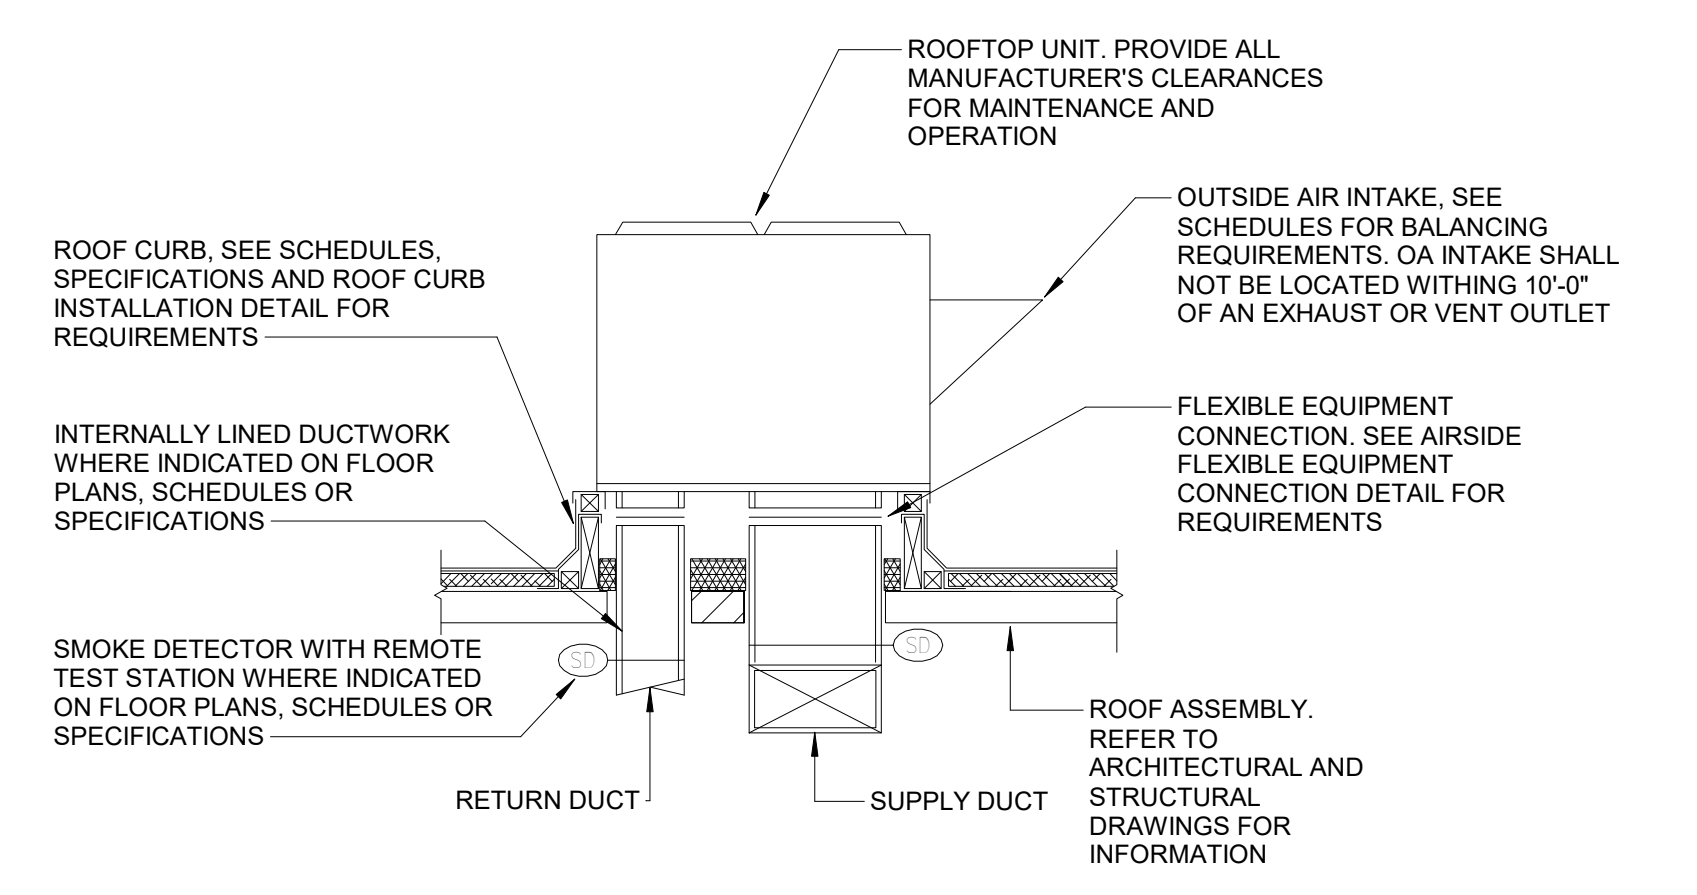 ROOFTOP UNIT. PROVIDE ALL
MANUFACTURER'S CLEARANCES
FOR MAINTENANCE AND
OPERATION
OUTSIDE AIR INTAKE, SEE
SCHEDULES FOR BALANCING
REQUIREMENTS. OA INTAKE SHALL
NOT BE LOCATED WITHING 10'-0"
OF AN EXHAUST OR VENT OUTLET
ROOF CURB, SEE SCHEDULES,
SPECIFICATIONS AND ROOF CURB
INSTALLATION DETAIL FOR
REQUIREMENTS
FLEXIBLE EQUIPMENT
CONNECTION. SEE AIRSIDE
FLEXIBLE EQUIPMENT
CONNECTION DETAIL FOR
REQUIREMENTS
INTERNALLY LINED DUCTWORK
WHERE INDICATED ON FLOOR
PLANS, SCHEDULES OR
SPECIFICATIONS
SMOKE DETECTOR WITH REMOTE
TEST STATION WHERE INDICATED
ON FLOOR PLANS, SCHEDULES OR
SPECIFICATIONS
SD
SD
ROOF ASSEMBLY.
REFER TO
ARCHITECTURAL AND
STRUCTURAL
DRAWINGS FOR
INFORMATION
RETURN DUCT
SUPPLY DUCT